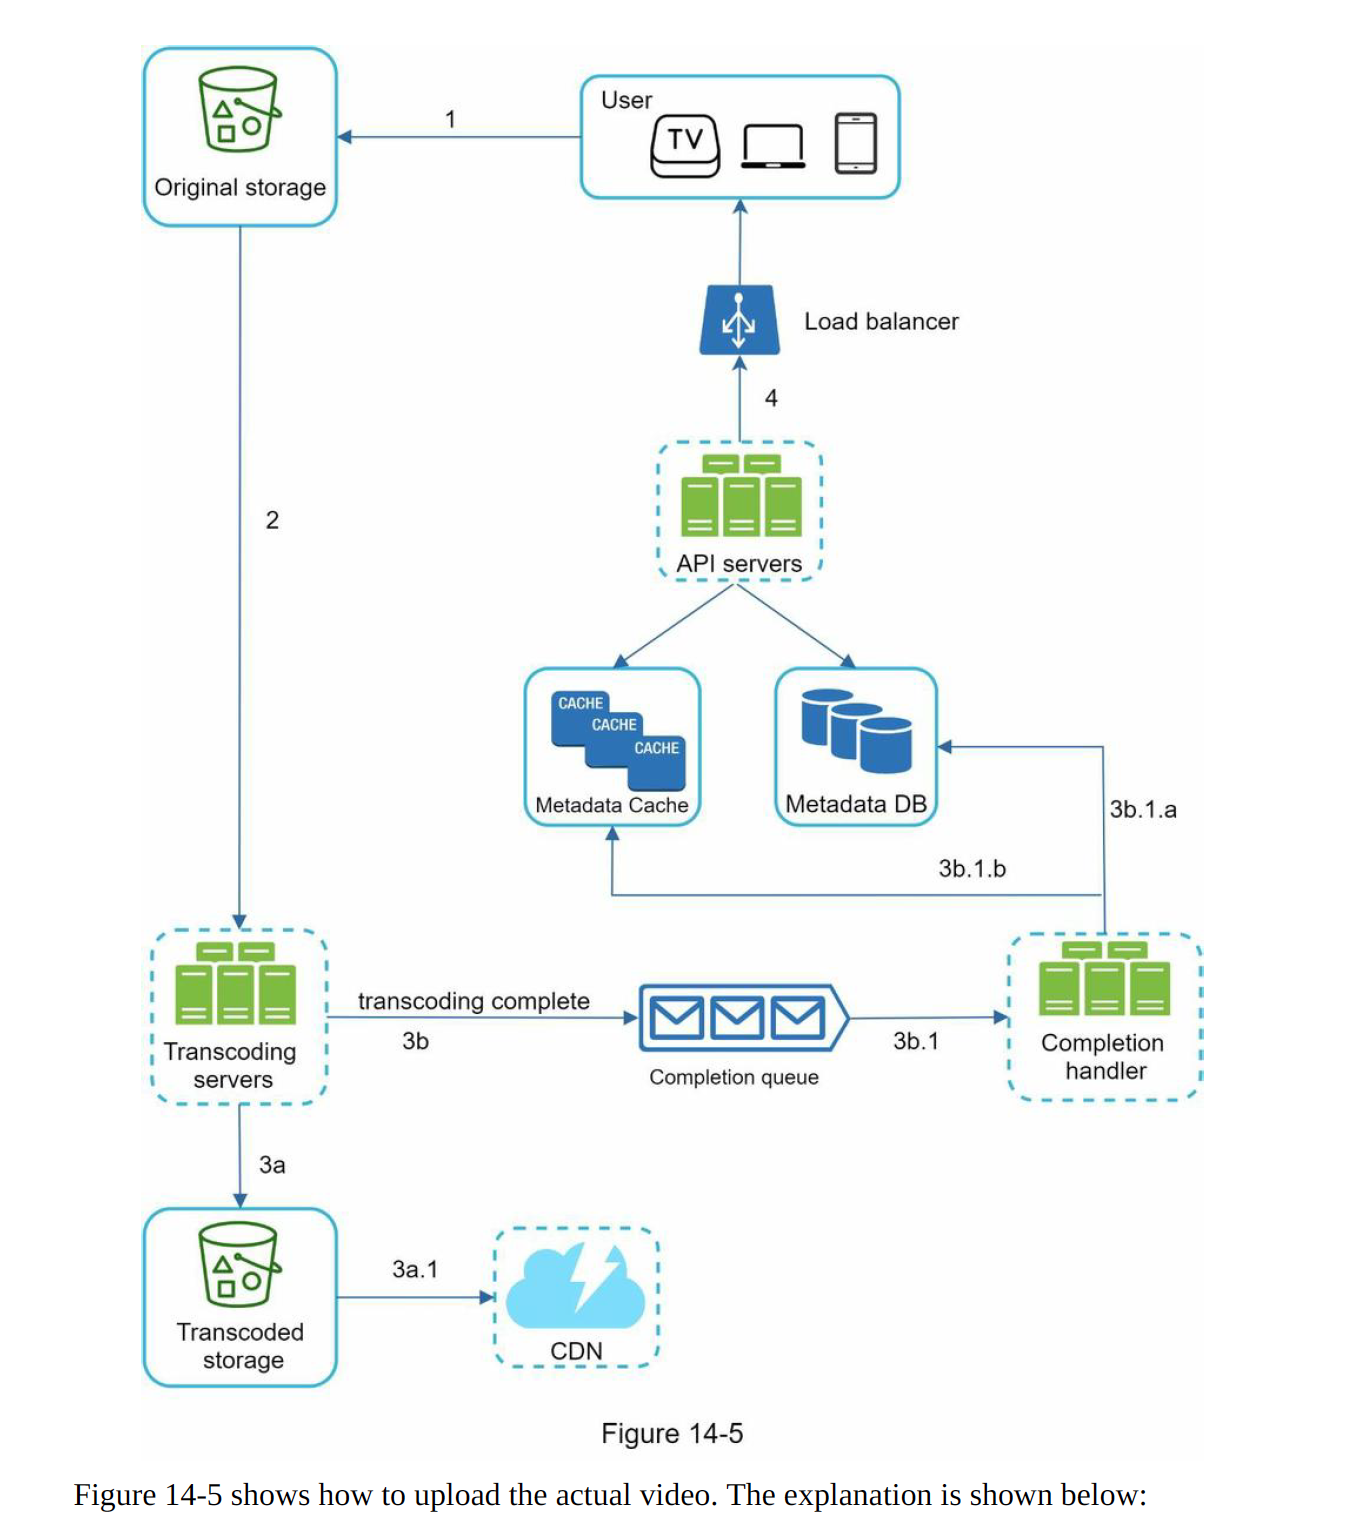 User
TV
1
Original storage
Load balancer
4
2
API servers
CACHE
CACHE
CACHE
Metadata Cache
Metadata DB
3b.1.a
3b.1.b
transcoding complete
3b
3b.1
Transcoding
servers
Completion queue
Completion
handler
3a
3a.1
Transcoded
storage
CDN
Figure 14-5
Figure 14-5 shows how to upload the actual video. The explanation is shown below: